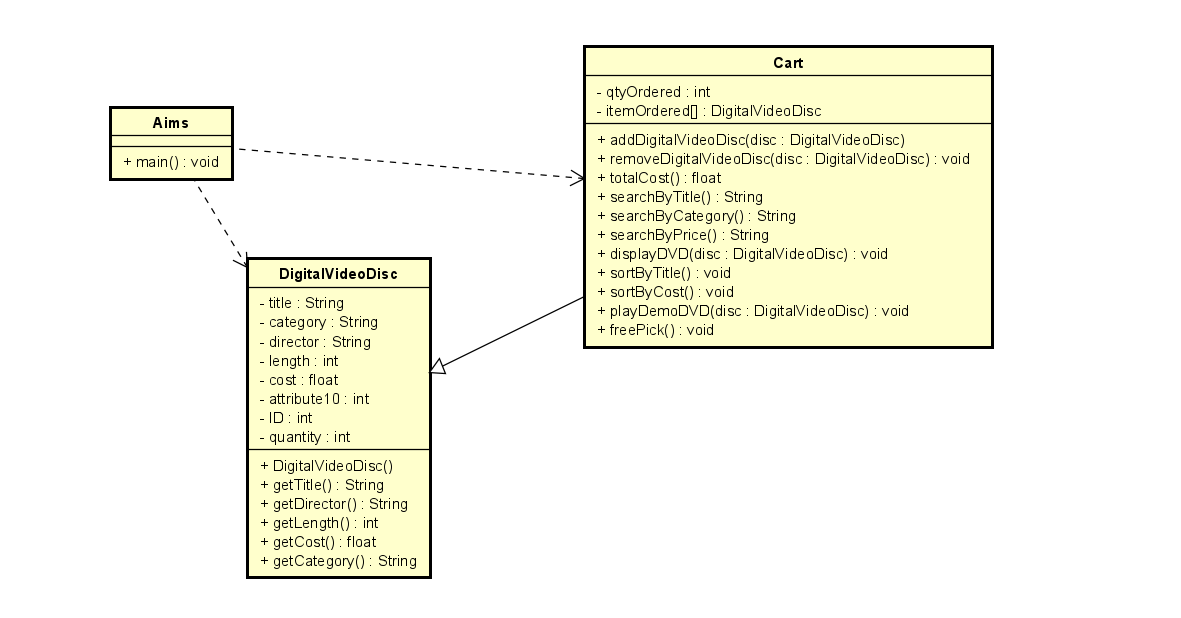 Aims
+ main() : void
Cart
- qtyOrdered : int
- itemOrdered[] : DigitalVideoDisc
+ addDigitalVideoDisc(disc : DigitalVideoDisc)
+ removeDigitalVideoDisc(disc : DigitalVideoDisc) : void
+ totalCost() : float
+ searchByTitle() : String
+ searchByCategory() : String
+ searchByPrice() : String
+ displayDVD(disc : DigitalVideoDisc) : void
+ sortByTitle() : void
+ sortByCost() : void
+ playDemoDVD(disc : DigitalVideoDisc) : void
+ freePick() : void
DigitalVideoDisc
- title : String
- category : String
- director : String
- length : int
- cost : float
- attribute10 : int
- ID : int
- quantity : int
+ DigitalVideoDisc()
+ getTitle() : String
+ getDirector() : String
+ getLength() : int
+ getCost() : float
+ getCategory() : String